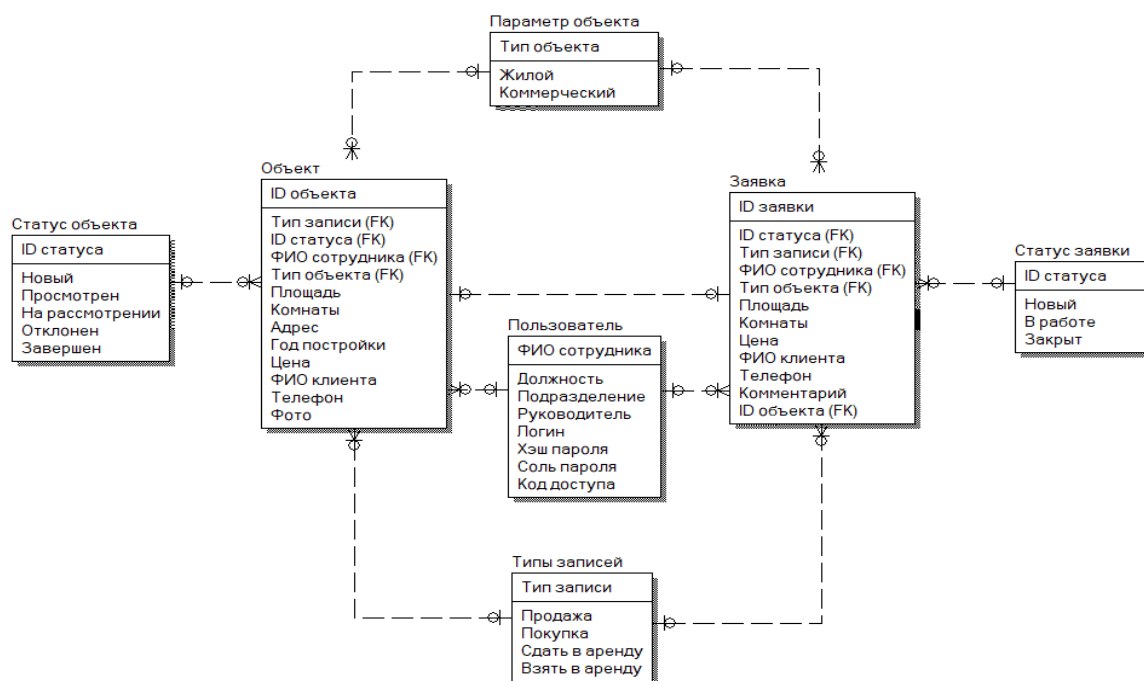 Параметр объекта
Тип объекта
Жилой
Коммерческий
Объект
ID объекта
Тип записи (FK)
ID статуса (FK)
ФИО сотрудника (FK)
Тип объекта (FK)
Площадь
Комнаты
Адрес
Год постройки
Цена
ФИО клиента
Телефон
Фото
Заявка
ID заявки
ID статуса (FK)
Тип записи (FK)
ФИО сотрудника (FK)
Тип объекта (FK)
Площадь
Комнаты
Цена
ФИО клиента
Телефон
Комментарий
ID объекта (FK)
Статус объекта
ID статуса
Новый
Просмотрен
На рассмотрении
Отклонен
Завершен
Статус заявки
ID статуса
Новый
В работе
Закрыт
Пользователь
ФИО сотрудника
Должность
Подразделение
Руководитель
Логин
Хэш пароля
Соль пароля
Код доступа
Типы записей
Тип записи
Продажа
Покупка
Сдать в аренду
Взять в аренду